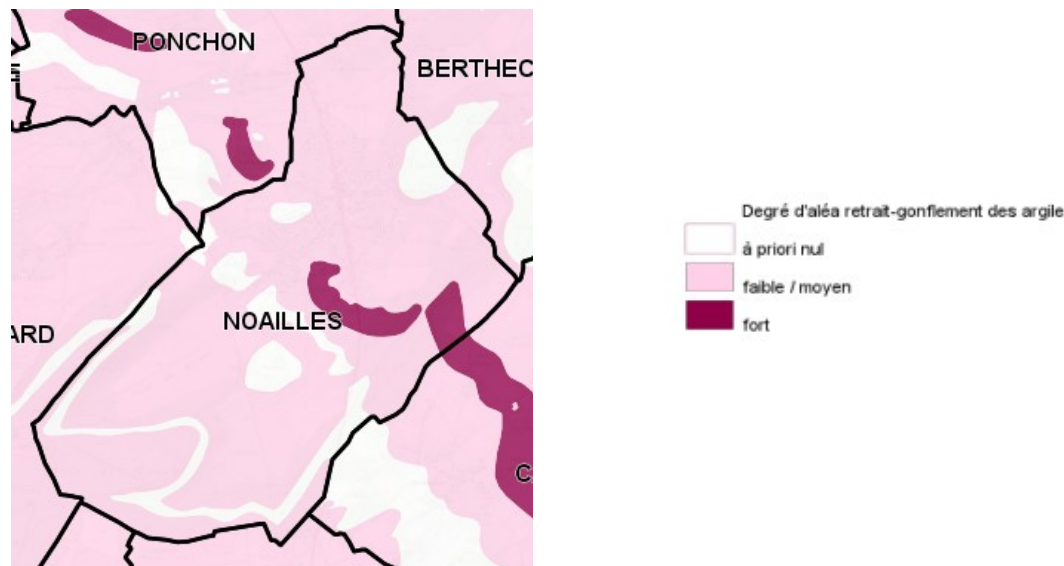 PONCHON
BERTHEC
NOAILLES
ARD
C
Degré d'aléa retrait-gonflement des argile
à priori nul
faible / moyen
fort